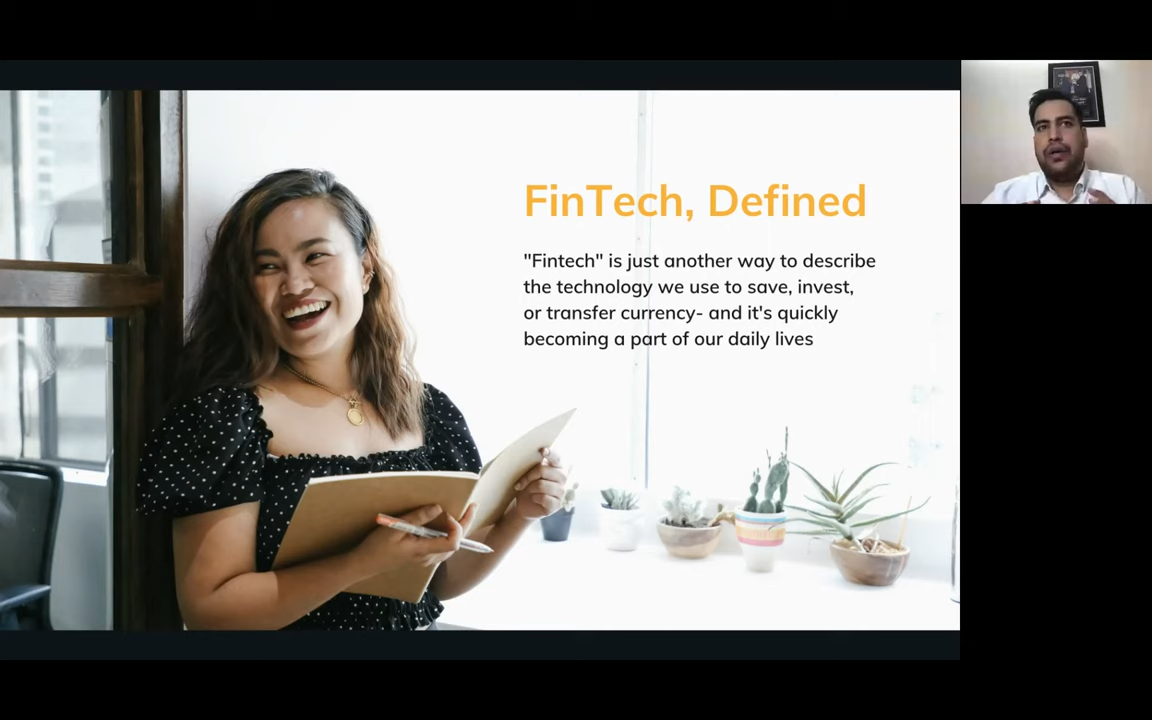 FinTech, Defined
"Fintech" is just another way to describe
the technology we use to save, invest,
or transfer currency- and it's quickly
becoming a part of our daily lives